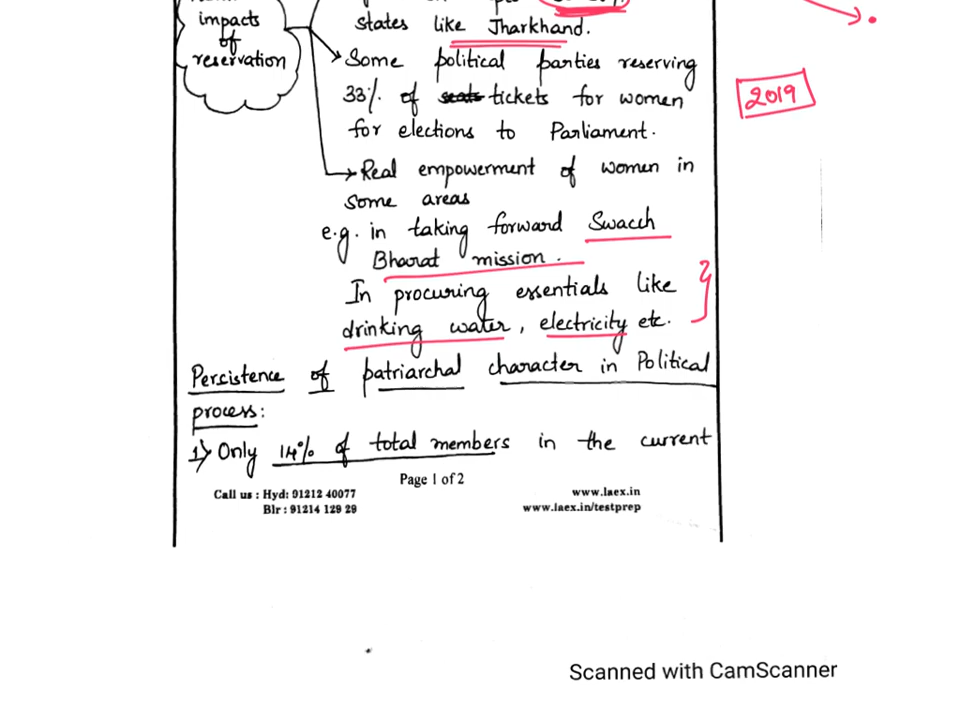 impacts
of
reservation
states like Jharkhand.
Some political parties reserving
33% of seats tickets for women
for elections to Parliament.
2019
Real empowerment of women in
some areas
e.g. in taking forward Swacch
Bharat mission.
In procuring essentials like
drinking water, electricity etc.
Percistence of patriarchal character in Political
process:
1) Only 14% of total members in the current
Page 1 of 2
Call us : Hyd: 91212 40077
Blr : 91214 129 29
www.laex.in
www.laex.in/testprep
Scanned with CamScanner